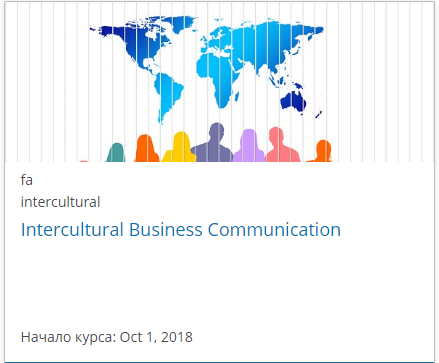 fa
intercultural
Intercultural Business Communication
Начало курса: Oct 1, 2018